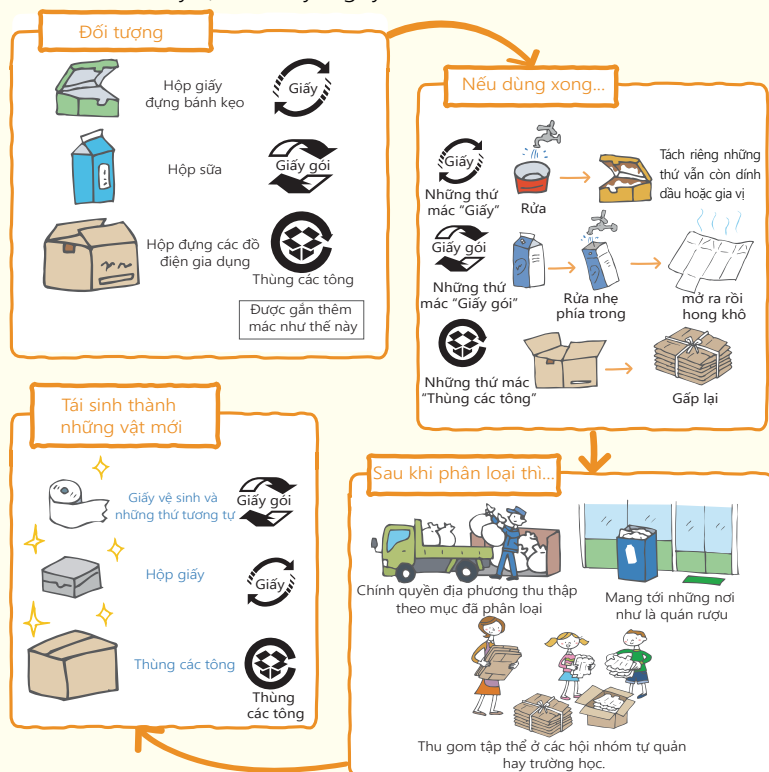 Đối tượng
Hộp giấy
đựng bánh kẹo
Giấy
Hộp sữa
Giấy gói
Hộp đựng các đồ
điện gia dụng
Thùng các tông
Được gắn thêm
mác như thế này
Nếu dùng xong...
Giấy
Những thứ
mác "Giấy"
Rửa
Tách riêng những
thứ vẫn còn dính
dầu hoặc gia vị
Giấy gói
Những thứ
mác "Giấy gói"
Rửa nhẹ
phía trong
mở ra rồi
hong khô
Những thứ mác
"Thùng các tông"
Gấp lại
Sau khi phân loại thì...
Chính quyền địa phương thu thập
theo mục đã phân loại
Mang tới những nơi
như là quán rượu
Thu gom tập thể ở các hội nhóm tự quản
hay trường học.
Tái sinh thành
những vật mới
Giấy vệ sinh và
những thứ tương tự
Giấy gói
Hộp giấy
Giấy
Thùng các tông
Thùng
các tông